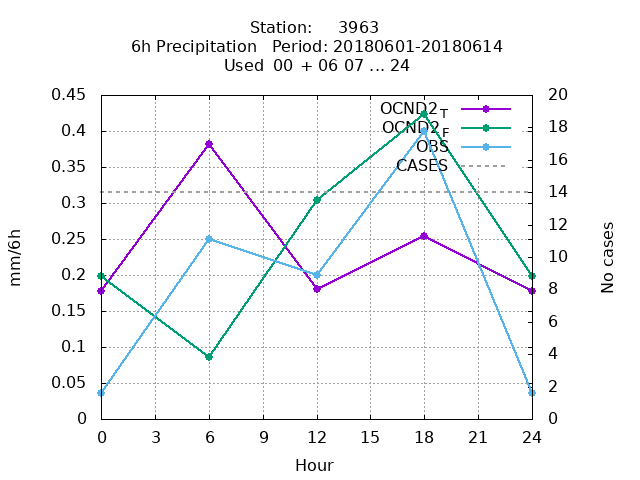 Station: 3963
6h Precipitation Period: 20180601-20180614
Used 00 + 06 07 ... 24
0.45
0.4
0.35
0.3
0.25
0.2
0.15
0.1
0.05
0
20
18
16
14
12
10
8
6
4
2
0
OCND2_T
OCND2_F
OBS
CASES
mm/6h
No cases
0 3 6 9 12 15 18 21 24
Hour